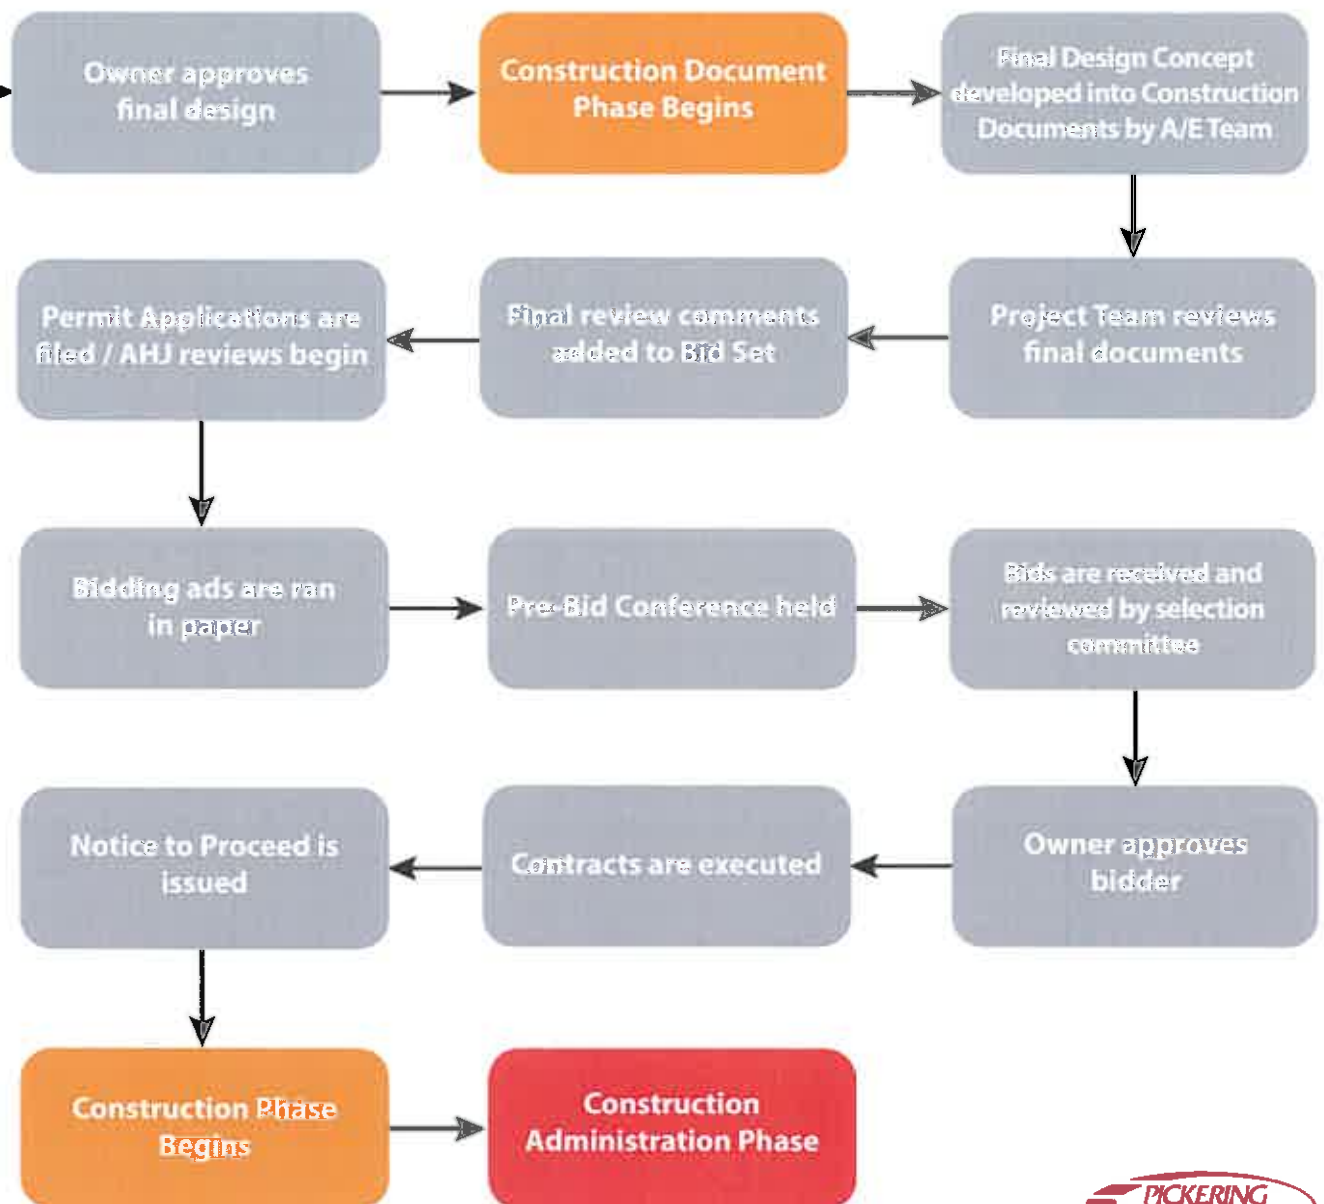 Owner approves
final design
Construction Document
Phase Begins
Final Design Concept
developed into Construction
Documents by A/E Team
Project Team reviews
final documents
Final review comments
added to Bid Set
Permit Applications are
filed / AHJ reviews begin
Bidding ads are ran
in paper
Pre-Bid Conference held
Bids are received and
reviewed by selection
committee
Owner approves
bidder
Contracts are executed
Notice to Proceed is
issued
Construction Phase
Begins
Construction
Administration Phase
PICKERING